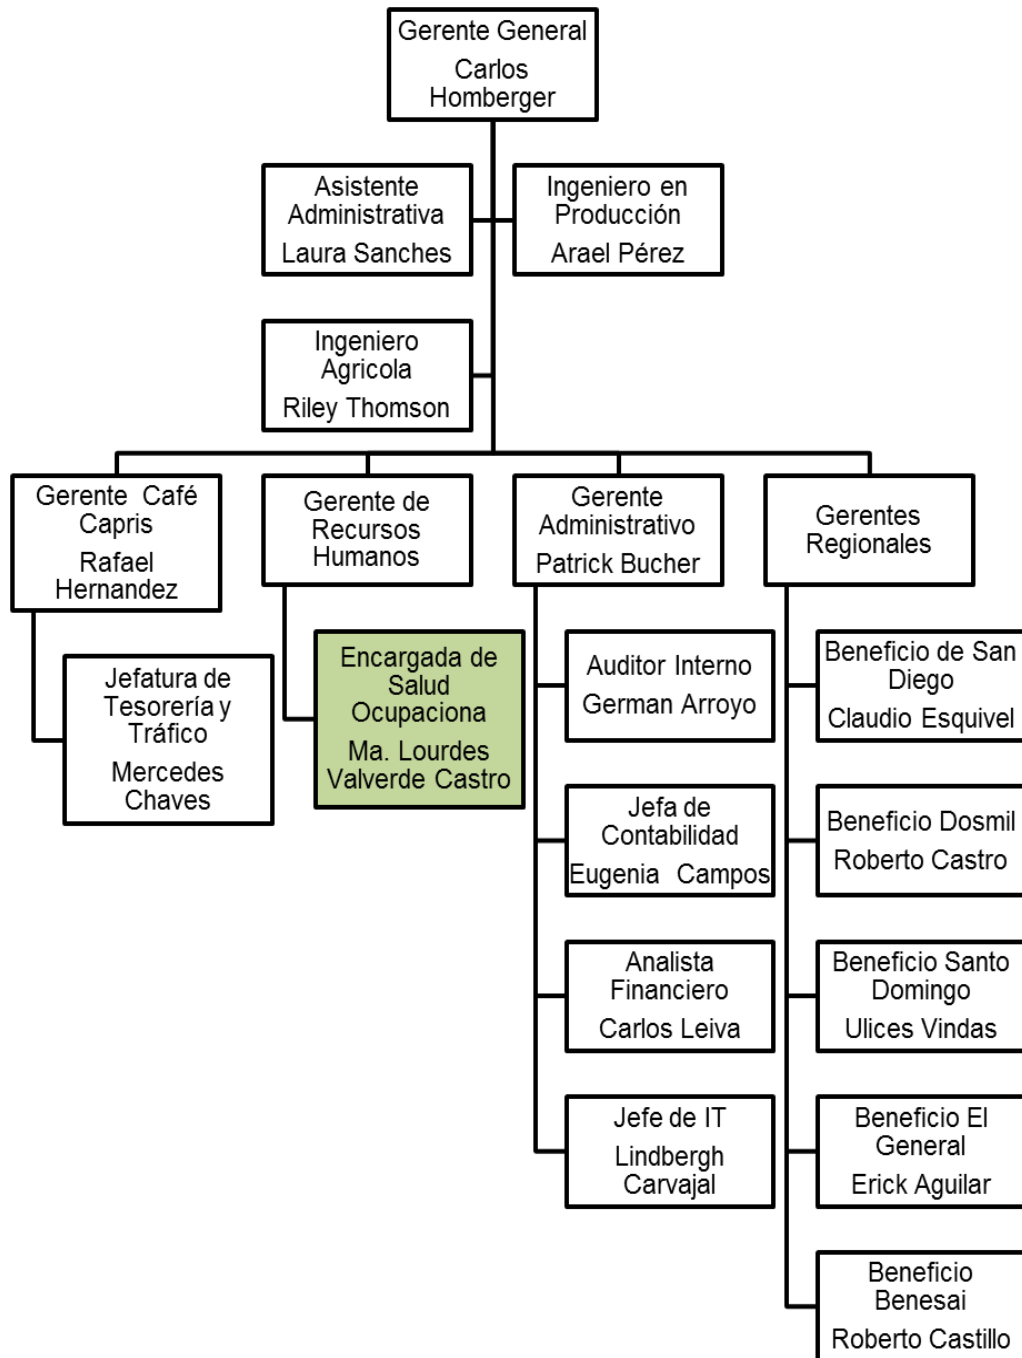 Gerente General
Carlos
Homberger
Asistente
Administrativa
Laura Sanches
Ingeniero en
Producción
Arael Pérez
Ingeniero
Agricola
Riley Thomson
Gerente Café
Capris
Rafael
Hernandez
Gerente de
Recursos
Humanos
Gerente
Administrativo
Patrick Bucher
Gerentes
Regionales
Jefatura de
Tesorería y
Tráfico
Mercedes
Chaves
Encargada de
Salud
Ocupaciona
Ma. Lourdes
Valverde Castro
Auditor Interno
German Arroyo
Jefa de
Contabilidad
Eugenia Campos
Analista
Financiero
Carlos Leiva
Jefe de IT
Lindbergh
Carvajal
Beneficio de San
Diego
Claudio Esquivel
Beneficio Dosmil
Roberto Castro
Beneficio Santo
Domingo
Ulices Vindas
Beneficio El
General
Erick Aguilar
Beneficio
Benesai
Roberto Castillo